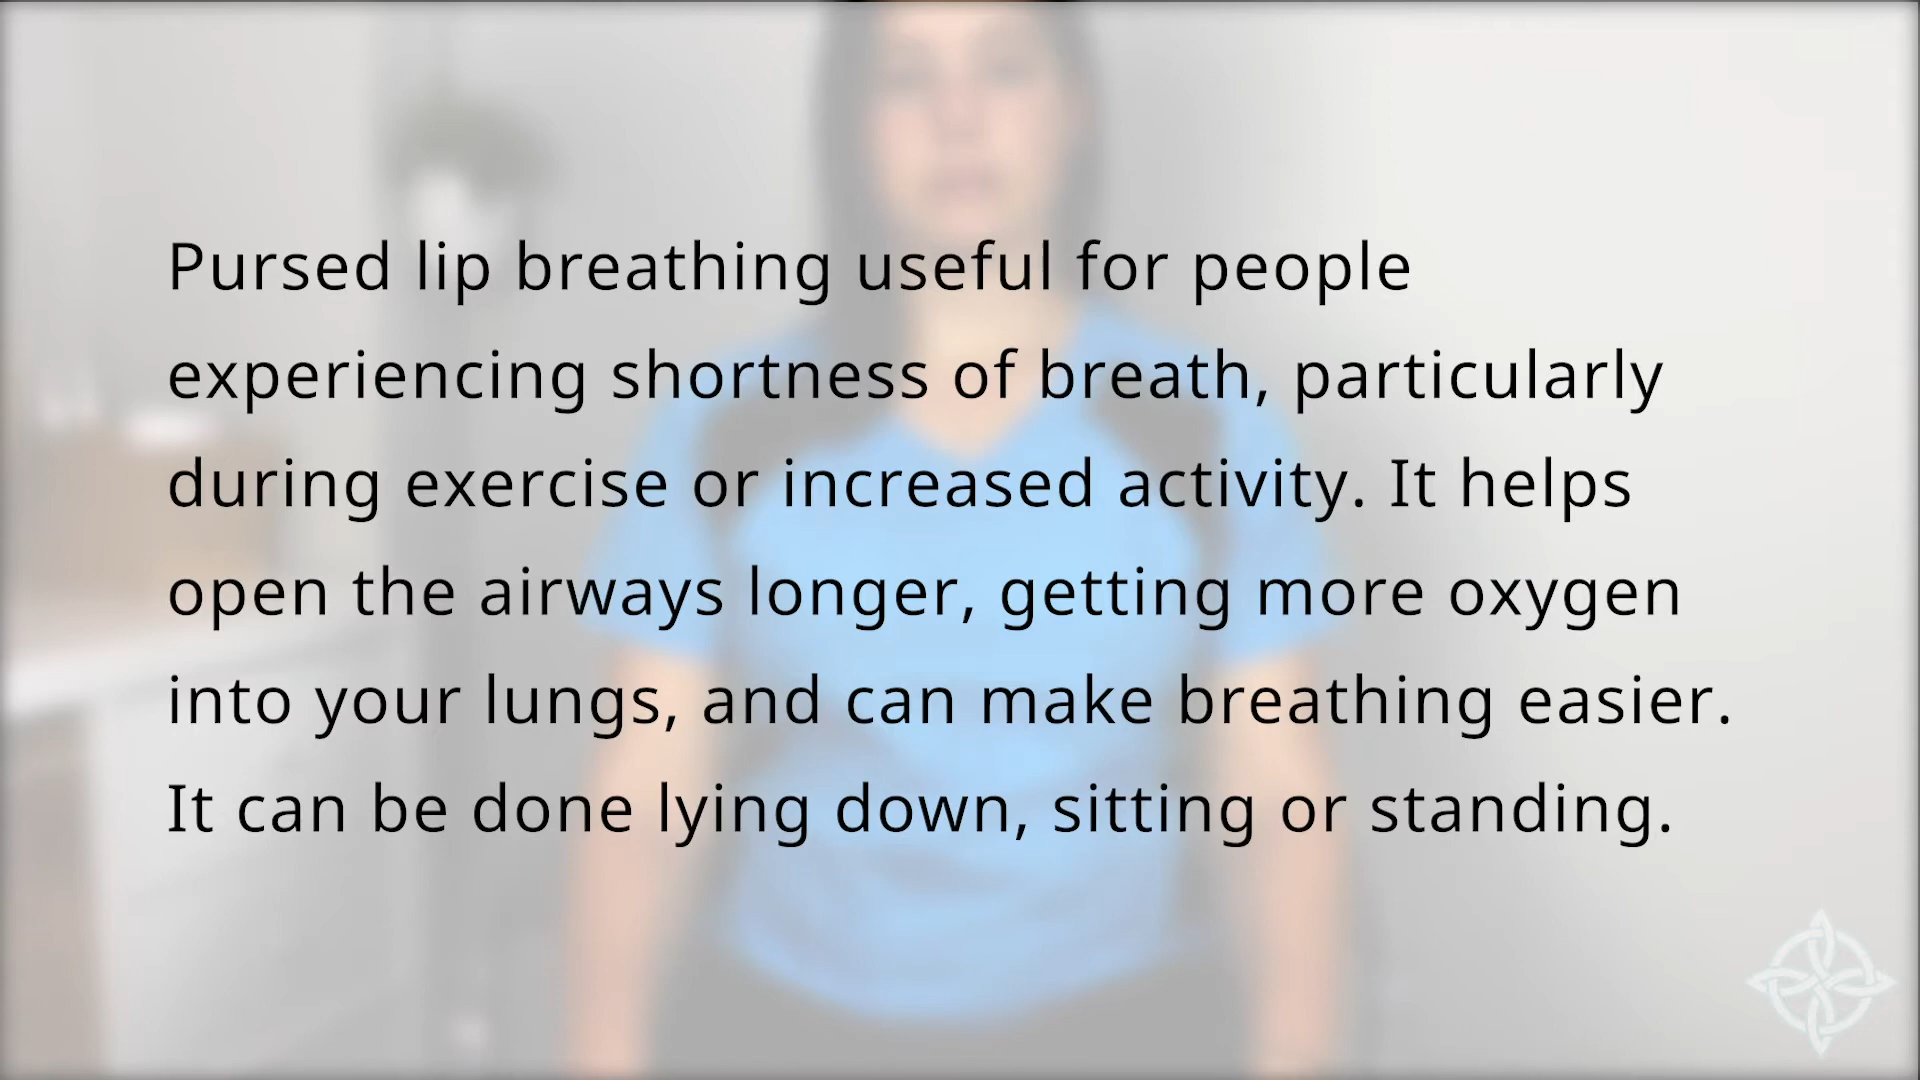 Pursed lip breathing useful for people
experiencing shortness of breath, particularly
during exercise or increased activity. It helps
open the airways longer, getting more oxygen
into your lungs, and can make breathing easier.
It can be done lying down, sitting or standing.